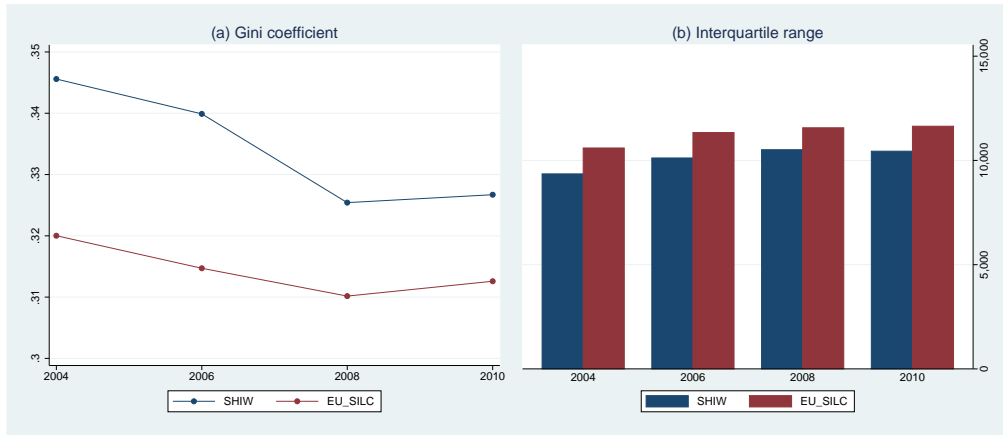 (a) Gini coefficient
.35
.34
.33
.32
.31
.3
2004 2006 2008 2010
SHIW EU_SILC
(b) Interquartile range
15,000
10,000
5,000
0
2004 2006 2008 2010
SHIW EU_SILC